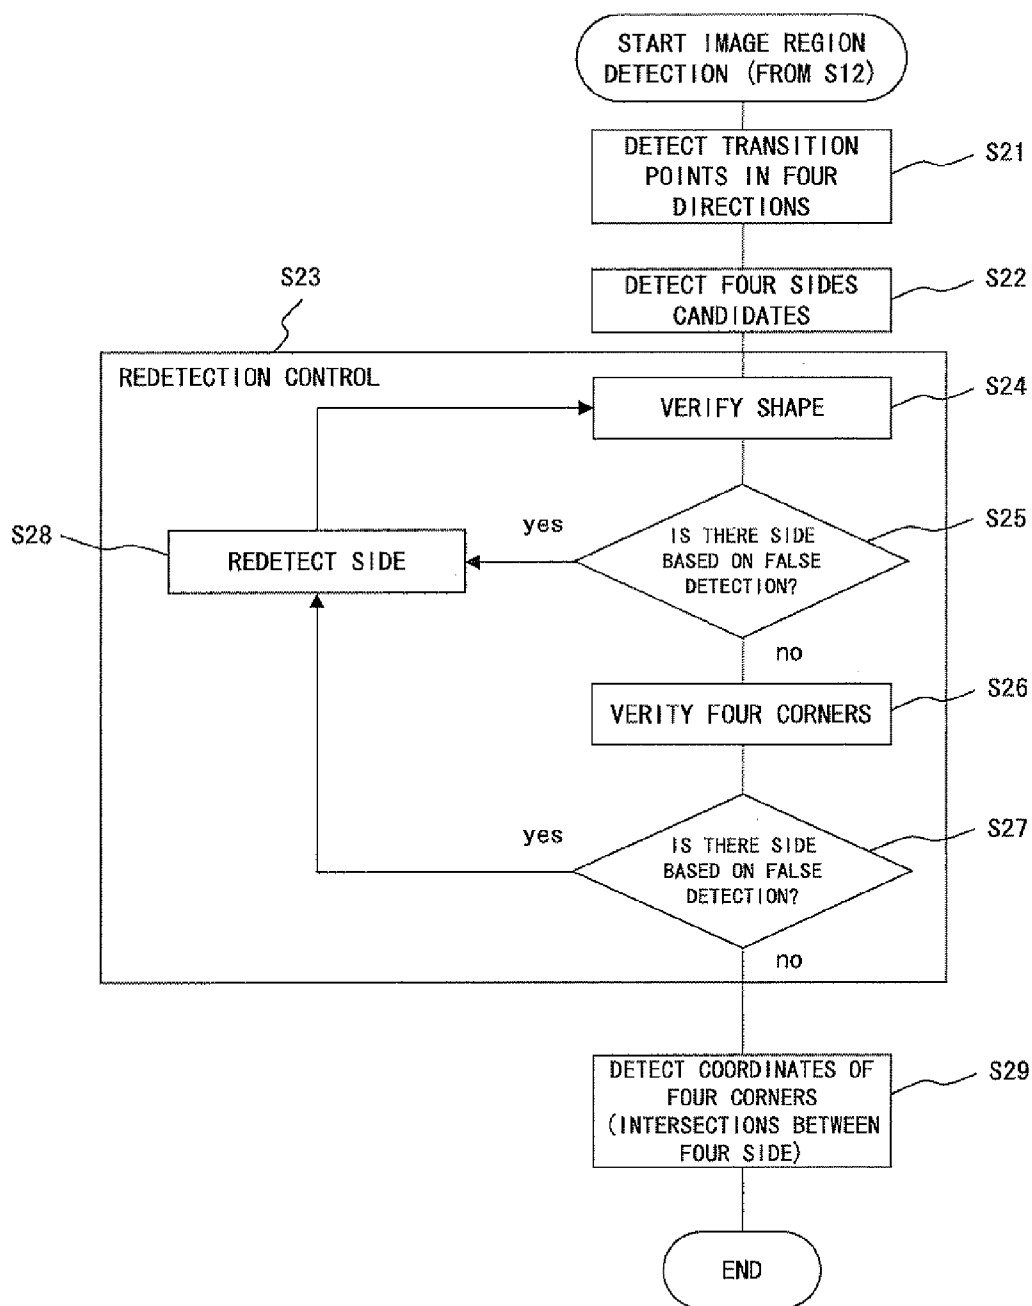 START IMAGE REGION
DETECTION (FROM S12)
DETECT TRANSITION
POINTS IN FOUR
DIRECTIONS
S21
DETECT FOUR SIDES
CANDIDATES
S22
S23
REDETECTION CONTROL
VERIFY SHAPE
S24
IS THERE SIDE
BASED ON FALSE
DETECTION?
S25
yes
S28
REDETECT SIDE
no
VERITY FOUR CORNERS
S26
IS THERE SIDE
BASED ON FALSE
DETECTION?
S27
yes
no
DETECT COORDINATES OF
FOUR CORNERS
(INTERSECTIONS BETWEEN
FOUR SIDE)
S29
END